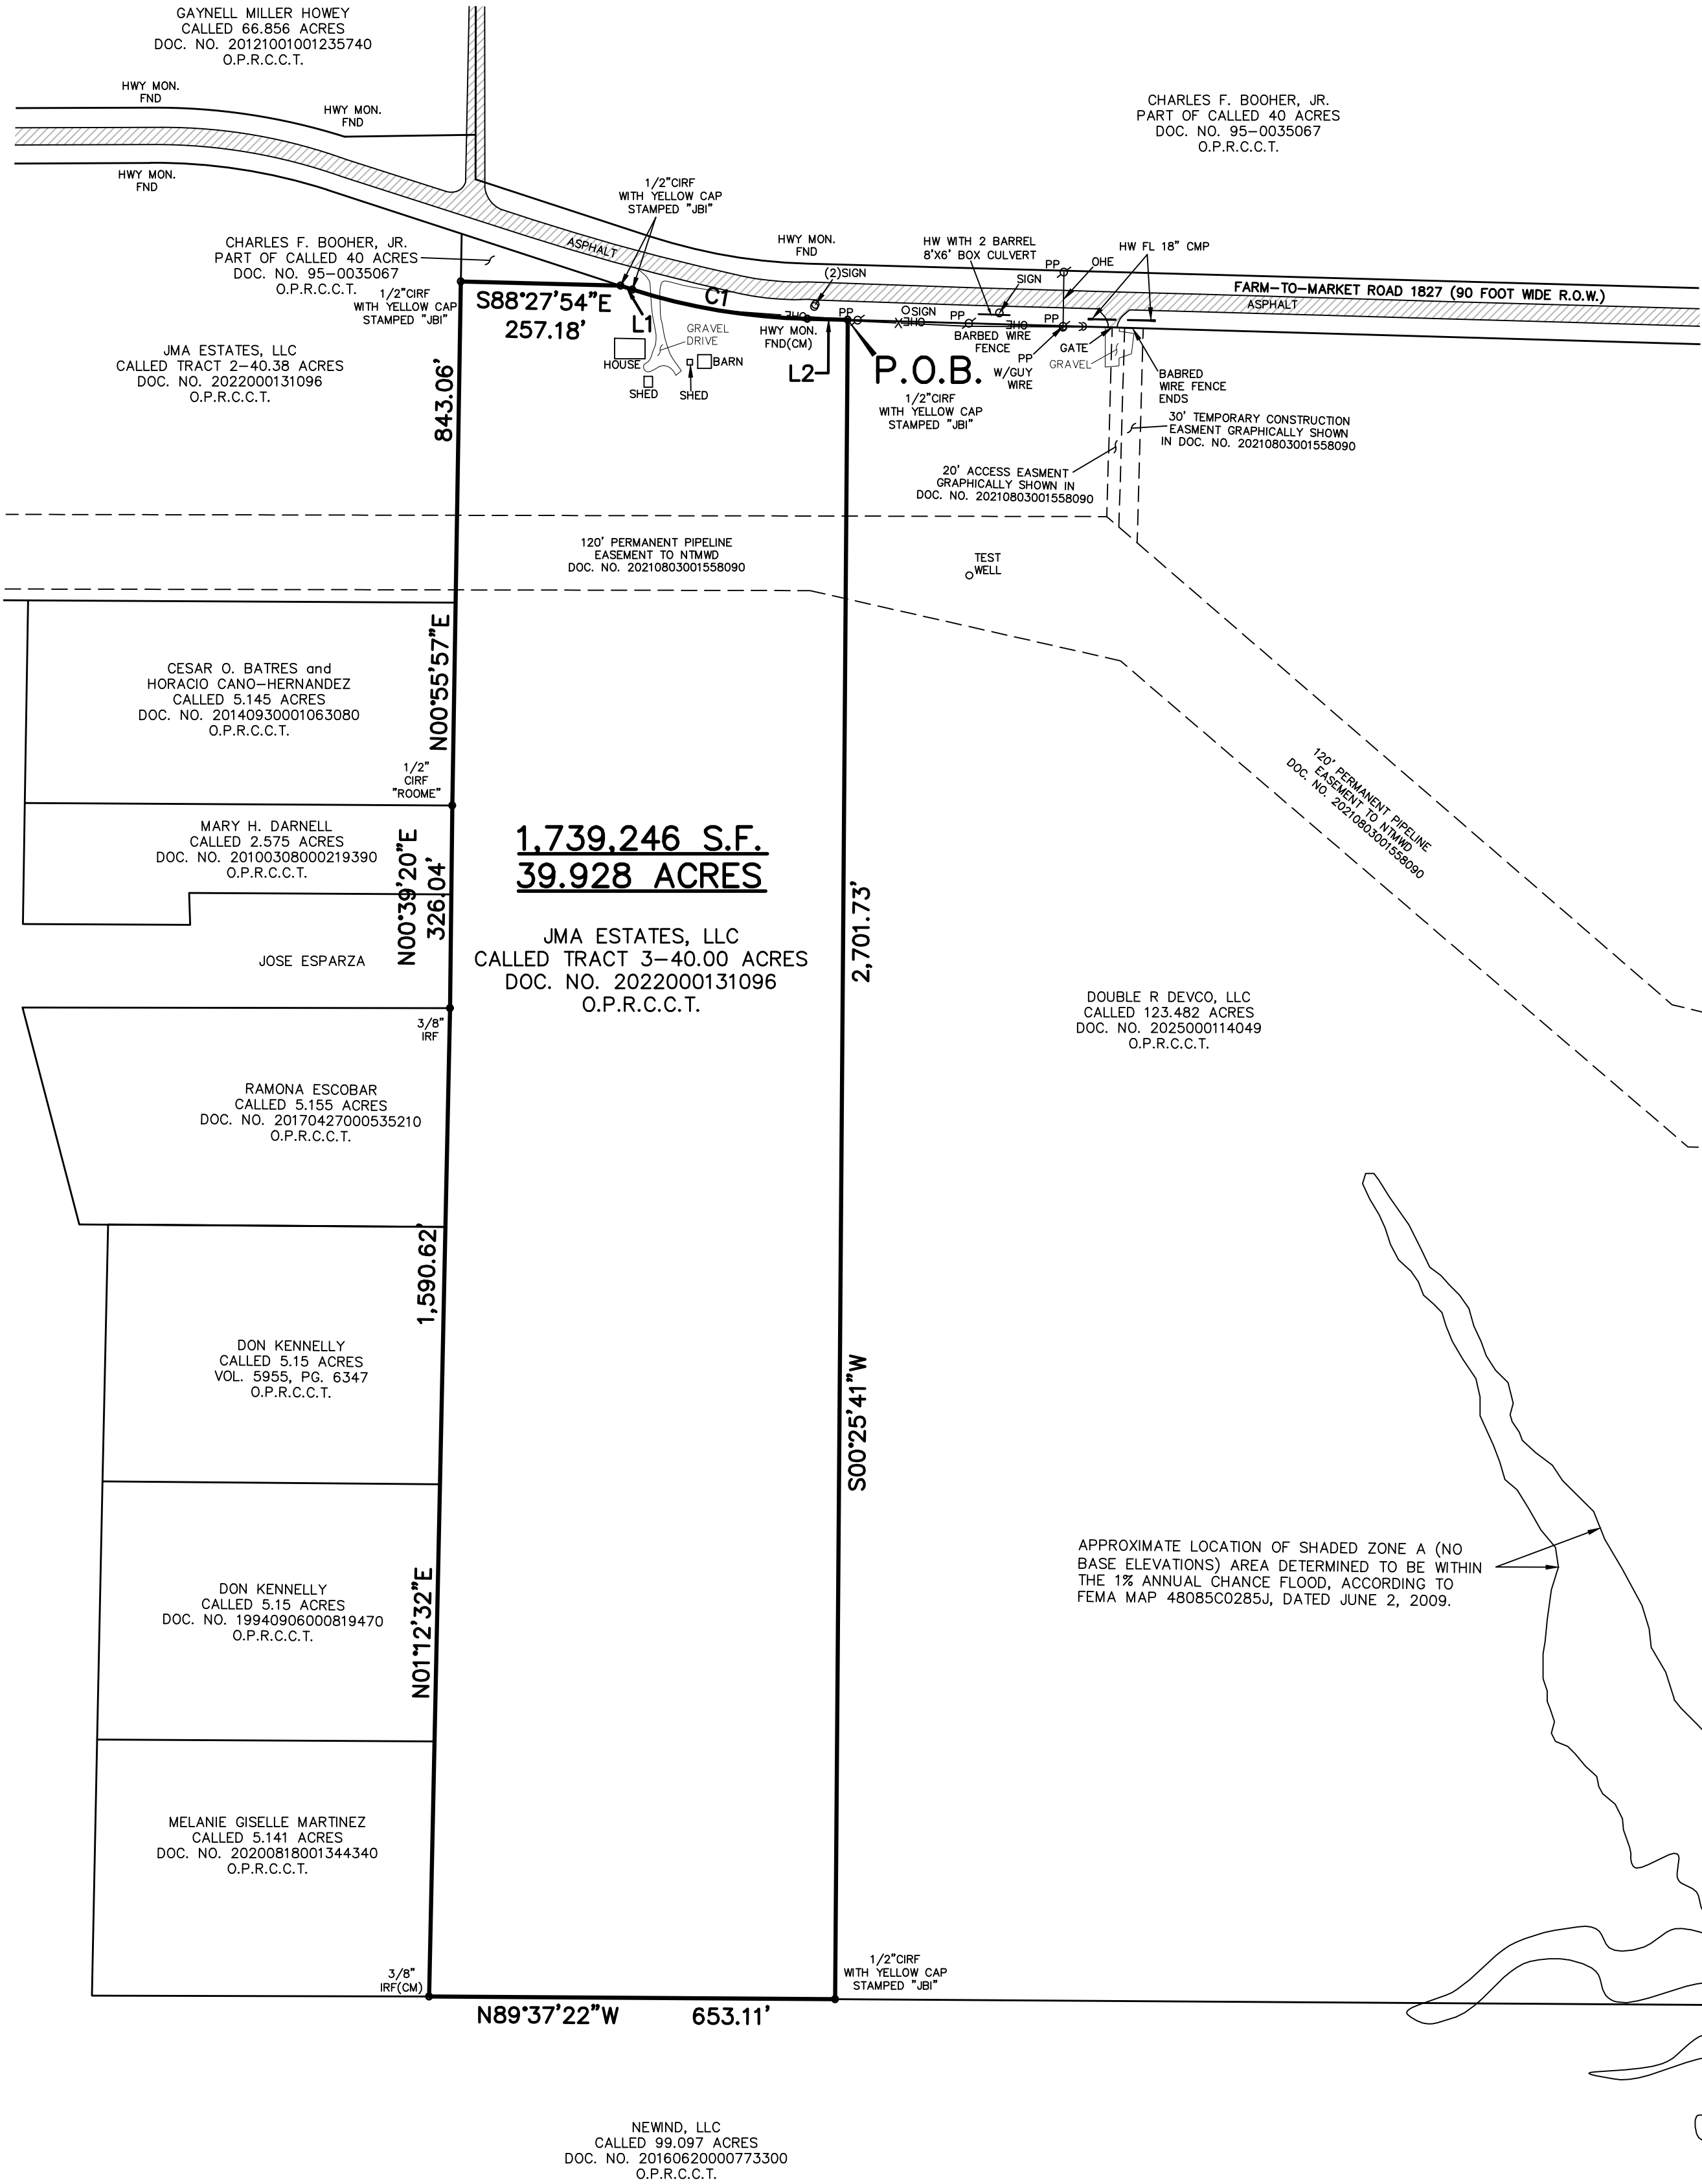 GAYNELL MILLER HOWEY
CALLED 66.856 ACRES
DOC. NO. 20121001001235740
O.P.R.C.C.T.
HWY MON.
FND
HWY MON.
FND
HWY MON.
FND
CHARLES F. BOOHER, JR.
PART OF CALLED 40 ACRES
DOC. NO. 95-0035067
O.P.R.C.C.T.
1/2"CIRF
WITH YELLOW CAP
STAMPED "JBI"
CHARLES F. BOOHER, JR.
PART OF CALLED 40 ACRES
DOC. NO. 95-0035067
O.P.R.C.C.T.
1/2"CIRF
WITH YELLOW CAP
STAMPED "JBI"
ASPHALT
HWY MON.
FND
(2)SIGN
HW WITH 2 BARREL
8'X6' BOX CULVERT
SIGN
PP
OHE
HW FL 18" CMP
FARM-TO-MARKET ROAD 1827 (90 FOOT WIDE R.O.W.)
ASPHALT
S88°27'54"E
257.18'
L1
C1
OHE
PP
SIGN
X
OHE
PP
OHE
PP
HWY MON.
FND(CM)
GRAVEL
DRIVE
HOUSE
BARN
SHED
SHED
L2
P.O.B.
1/2"CIRF
WITH YELLOW CAP
STAMPED "JBI"
BARBED WIRE
FENCE
PP
W/GUY
WIRE
GATE
GRAVEL
BABRED
WIRE FENCE
ENDS
30' TEMPORARY CONSTRUCTION
EASMENT GRAPHICALLY SHOWN
IN DOC. NO. 20210803001558090
20' ACCESS EASMENT
GRAPHICALLY SHOWN IN
DOC. NO. 20210803001558090
JMA ESTATES, LLC
CALLED TRACT 2-40.38 ACRES
DOC. NO. 2022000131096
O.P.R.C.C.T.
843.06'
120' PERMANENT PIPELINE
EASEMENT TO NTMWD
DOC. NO. 20210803001558090
TEST
WELL
N00°55'57"E
CESAR O. BATRES and
HORACIO CANO-HERNANDEZ
CALLED 5.145 ACRES
DOC. NO. 20140930001063080
O.P.R.C.C.T.
1/2"
CIRF
"ROOME"
120' PERMANENT PIPELINE
EASEMENT TO NTMWD
DOC. NO. 20210803001558090
MARY H. DARNELL
CALLED 2.575 ACRES
DOC. NO. 20100308000219390
O.P.R.C.C.T.
N00°39'20"E
326.04'
1,739,246 S.F.
39.928 ACRES
JMA ESTATES, LLC
CALLED TRACT 3-40.00 ACRES
DOC. NO. 2022000131096
O.P.R.C.C.T.
2,701.73'
JOSE ESPARZA
3/8"
IRF
DOUBLE R DEVCO, LLC
CALLED 123.482 ACRES
DOC. NO. 2025000114049
O.P.R.C.C.T.
RAMONA ESCOBAR
CALLED 5.155 ACRES
DOC. NO. 20170427000535210
O.P.R.C.C.T.
1,590.62'
DON KENNELLY
CALLED 5.15 ACRES
VOL. 5955, PG. 6347
O.P.R.C.C.T.
S00°25'41"W
APPROXIMATE LOCATION OF SHADED ZONE A (NO
BASE ELEVATIONS) AREA DETERMINED TO BE WITHIN
THE 1% ANNUAL CHANCE FLOOD, ACCORDING TO
FEMA MAP 48085C0285J, DATED JUNE 2, 2009.
DON KENNELLY
CALLED 5.15 ACRES
DOC. NO. 19940906000819470
O.P.R.C.C.T.
N01°12'32"E
MELANIE GISELLE MARTINEZ
CALLED 5.141 ACRES
DOC. NO. 20200818001344340
O.P.R.C.C.T.
3/8"
IRF(CM)
1/2"CIRF
WITH YELLOW CAP
STAMPED "JBI"
N89°37'22"W 653.11'
NEWIND, LLC
CALLED 99.097 ACRES
DOC. NO. 20160620000773300
O.P.R.C.C.T.